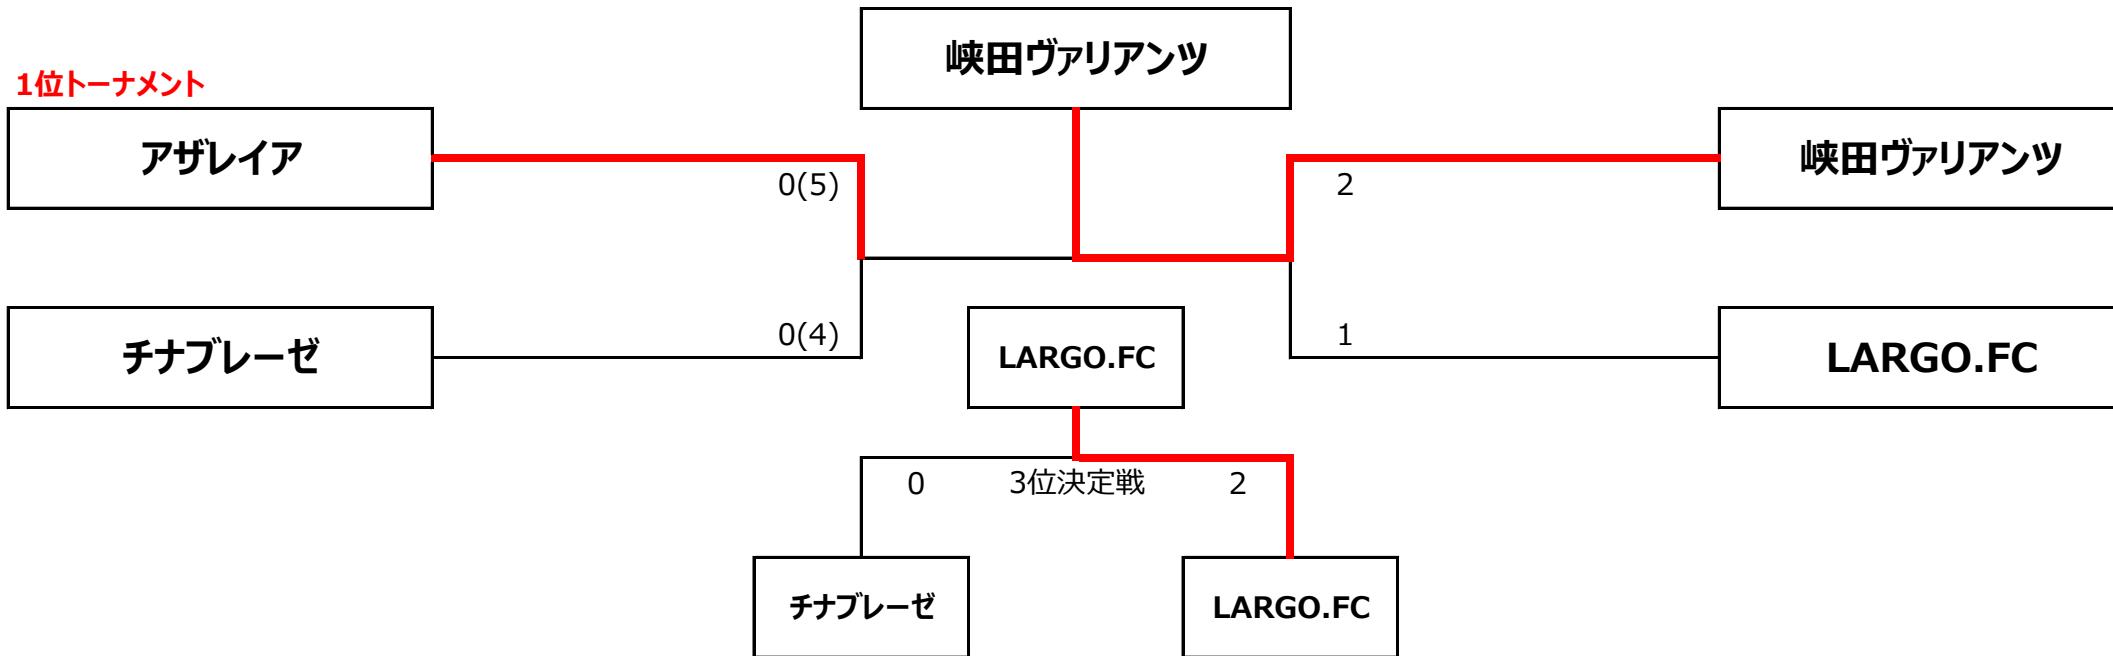 峡田ヴァリアンツ
1位トーナメント
アザレイア
峡田ヴァリアンツ
0(5)
2
チナブレーゼ
0(4)
LARGO.FC
1
LARGO.FC
0
3位決定戦
2
チナブレーゼ
LARGO.FC